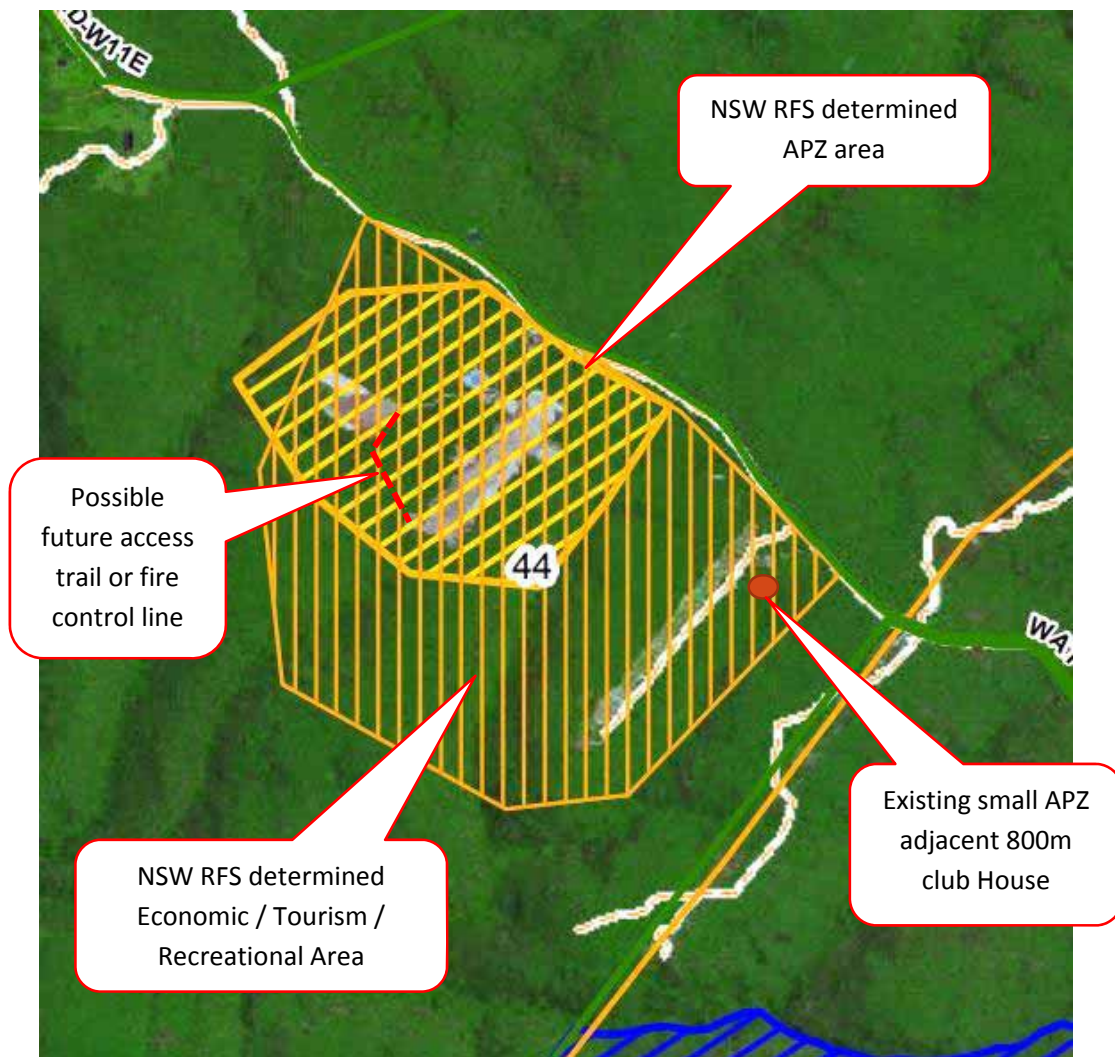 D-W11E
NSW RFS determined
APZ area
Possible
future access
trail or fire
control line
44
NSW RFS determined
Economic / Tourism /
Recreational Area
Existing small APZ
adjacent 800m
club House